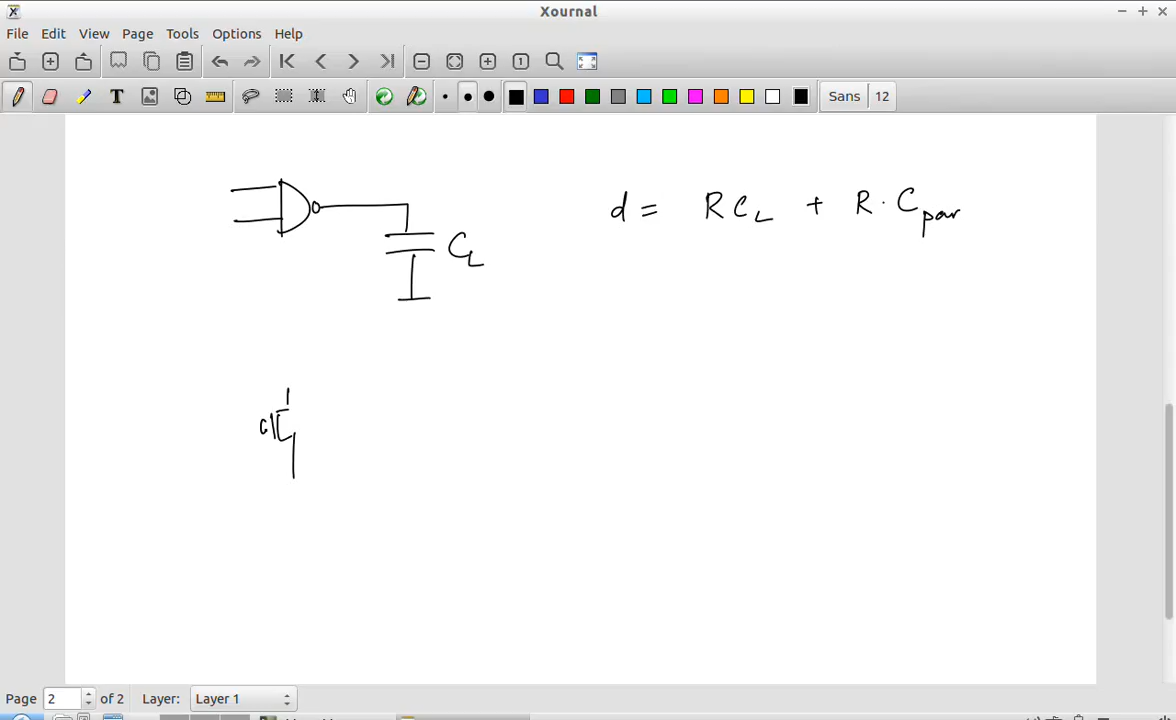 Xournal
File Edit View Page Tools Options Help
Sans 12
d = RC_L + R · C_par
C_L
Page 2 of 2 Layer: Layer 1